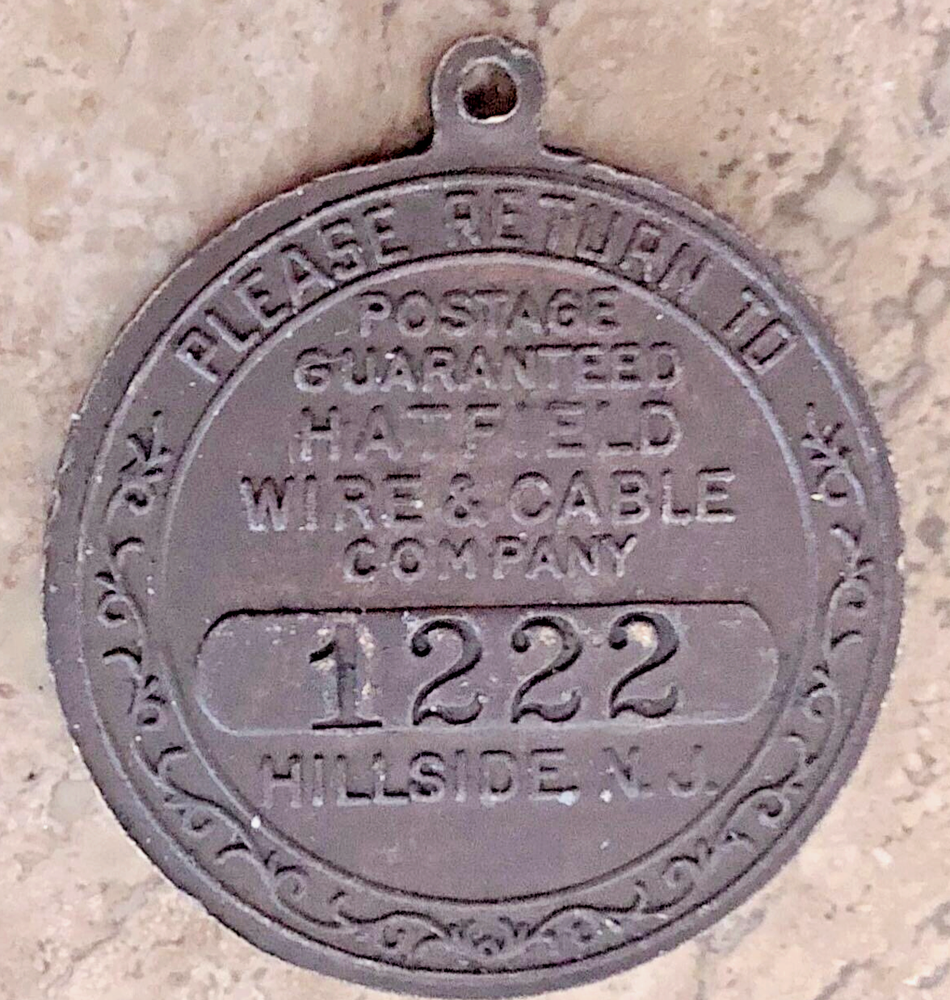 PLEASE RETURN TO
POSTAGE
GUARANTEED
HATFIELD
WIRE & CABLE
COMPANY
1222
HILLSIDE, N. J.